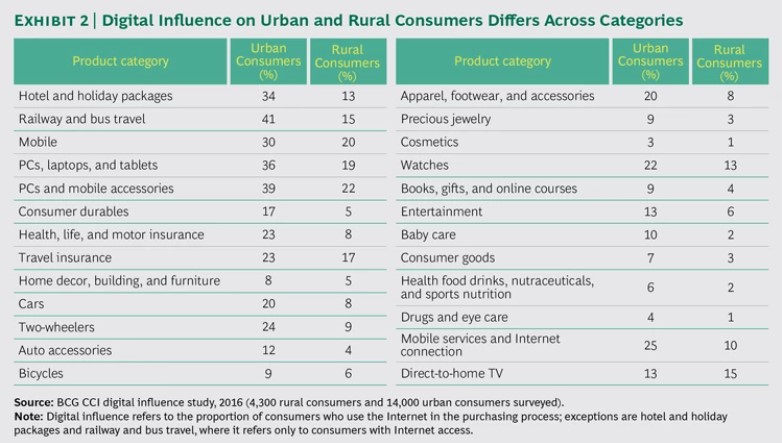 EXHIBIT 2 | Digital Influence on Urban and Rural Consumers Differs Across Categories
Product category Urban Consumers (%) Rural Consumers (%)
Hotel and holiday packages 34 13
Railway and bus travel 41 15
Mobile 30 20
PCs, laptops, and tablets 36 19
PCs and mobile accessories 39 22
Consumer durables 17 5
Health, life, and motor insurance 23 8
Travel insurance 23 17
Home decor, building, and furniture 8 5
Cars 20 8
Two-wheelers 24 9
Auto accessories 12 4
Bicycles 9 6
Product category Urban Consumers (%) Rural Consumers (%)
Apparel, footwear, and accessories 20 8
Precious jewelry 9 3
Cosmetics 3 1
Watches 22 13
Books, gifts, and online courses 9 4
Entertainment 13 6
Baby care 10 2
Consumer goods 7 3
Health food drinks, nutraceuticals,
and sports nutrition 6 2
Drugs and eye care 4 1
Mobile services and Internet
connection 25 10
Direct-to-home TV 13 15
Source: BCG CCI digital influence study, 2016 (4,300 rural consumers and 14,000 urban consumers surveyed).
Note: Digital influence refers to the proportion of consumers who use the Internet in the purchasing process; exceptions are hotel and holiday
packages and railway and bus travel, where it refers only to consumers with Internet access.